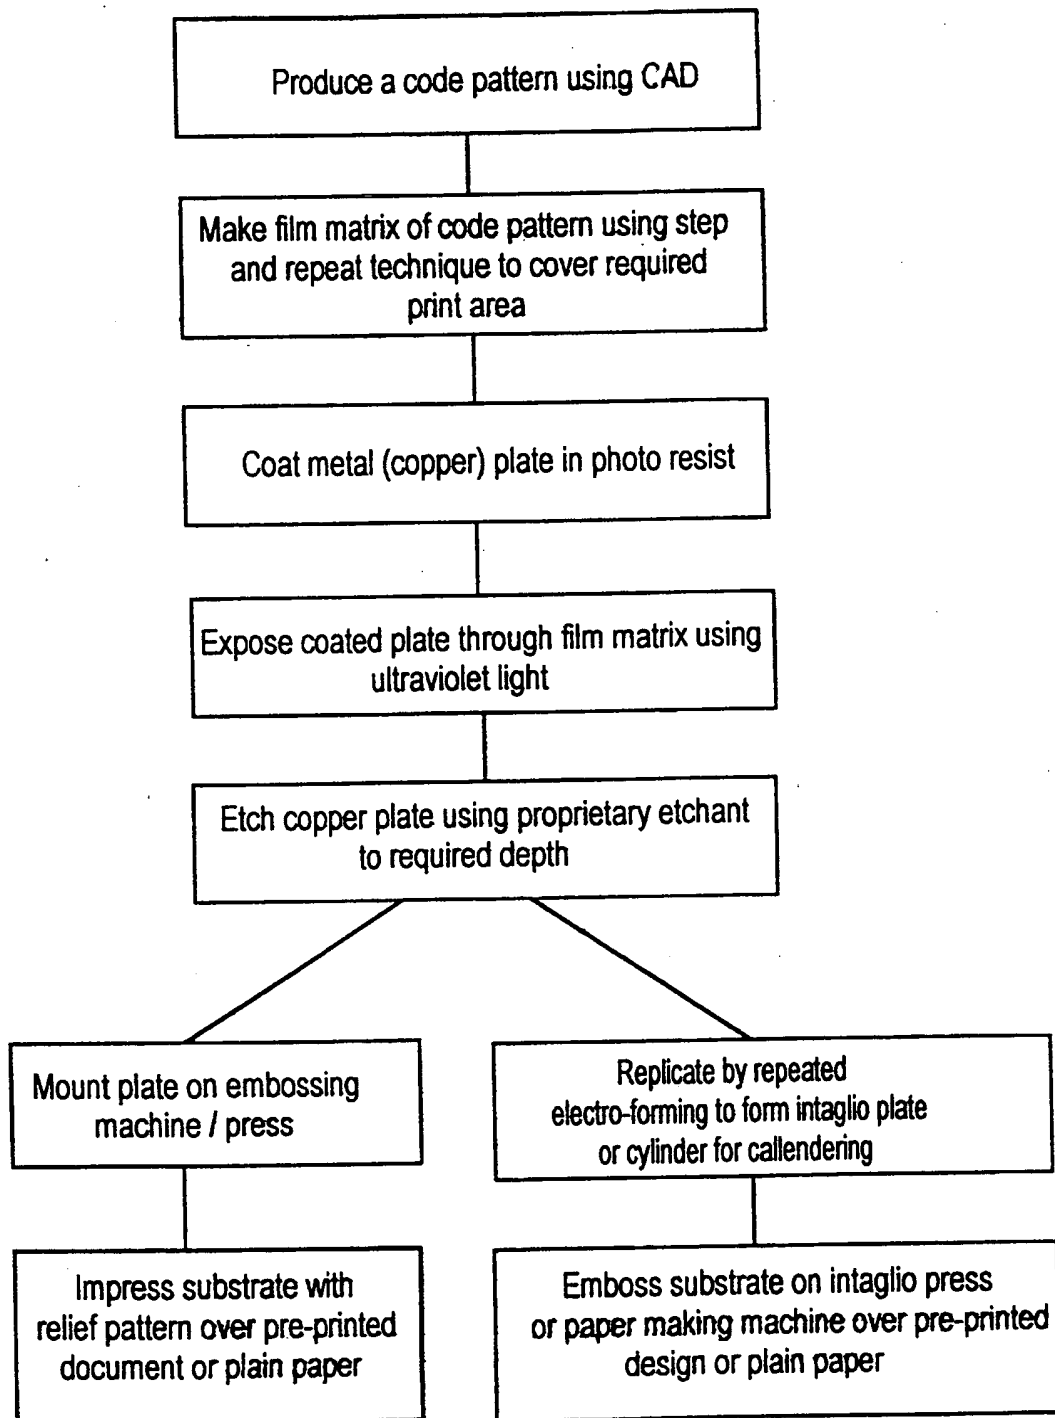 Produce a code pattern using CAD
Make film matrix of code pattern using step
and repeat technique to cover required
print area
Coat metal (copper) plate in photo resist
Expose coated plate through film matrix using
ultraviolet light
Etch copper plate using proprietary etchant
to required depth
Mount plate on embossing
machine / press
Replicate by repeated
electro-forming to form intaglio plate
or cylinder for callendering
Impress substrate with
relief pattern over pre-printed
document or plain paper
Emboss substrate on intaglio press
or paper making machine over pre-printed
design or plain paper